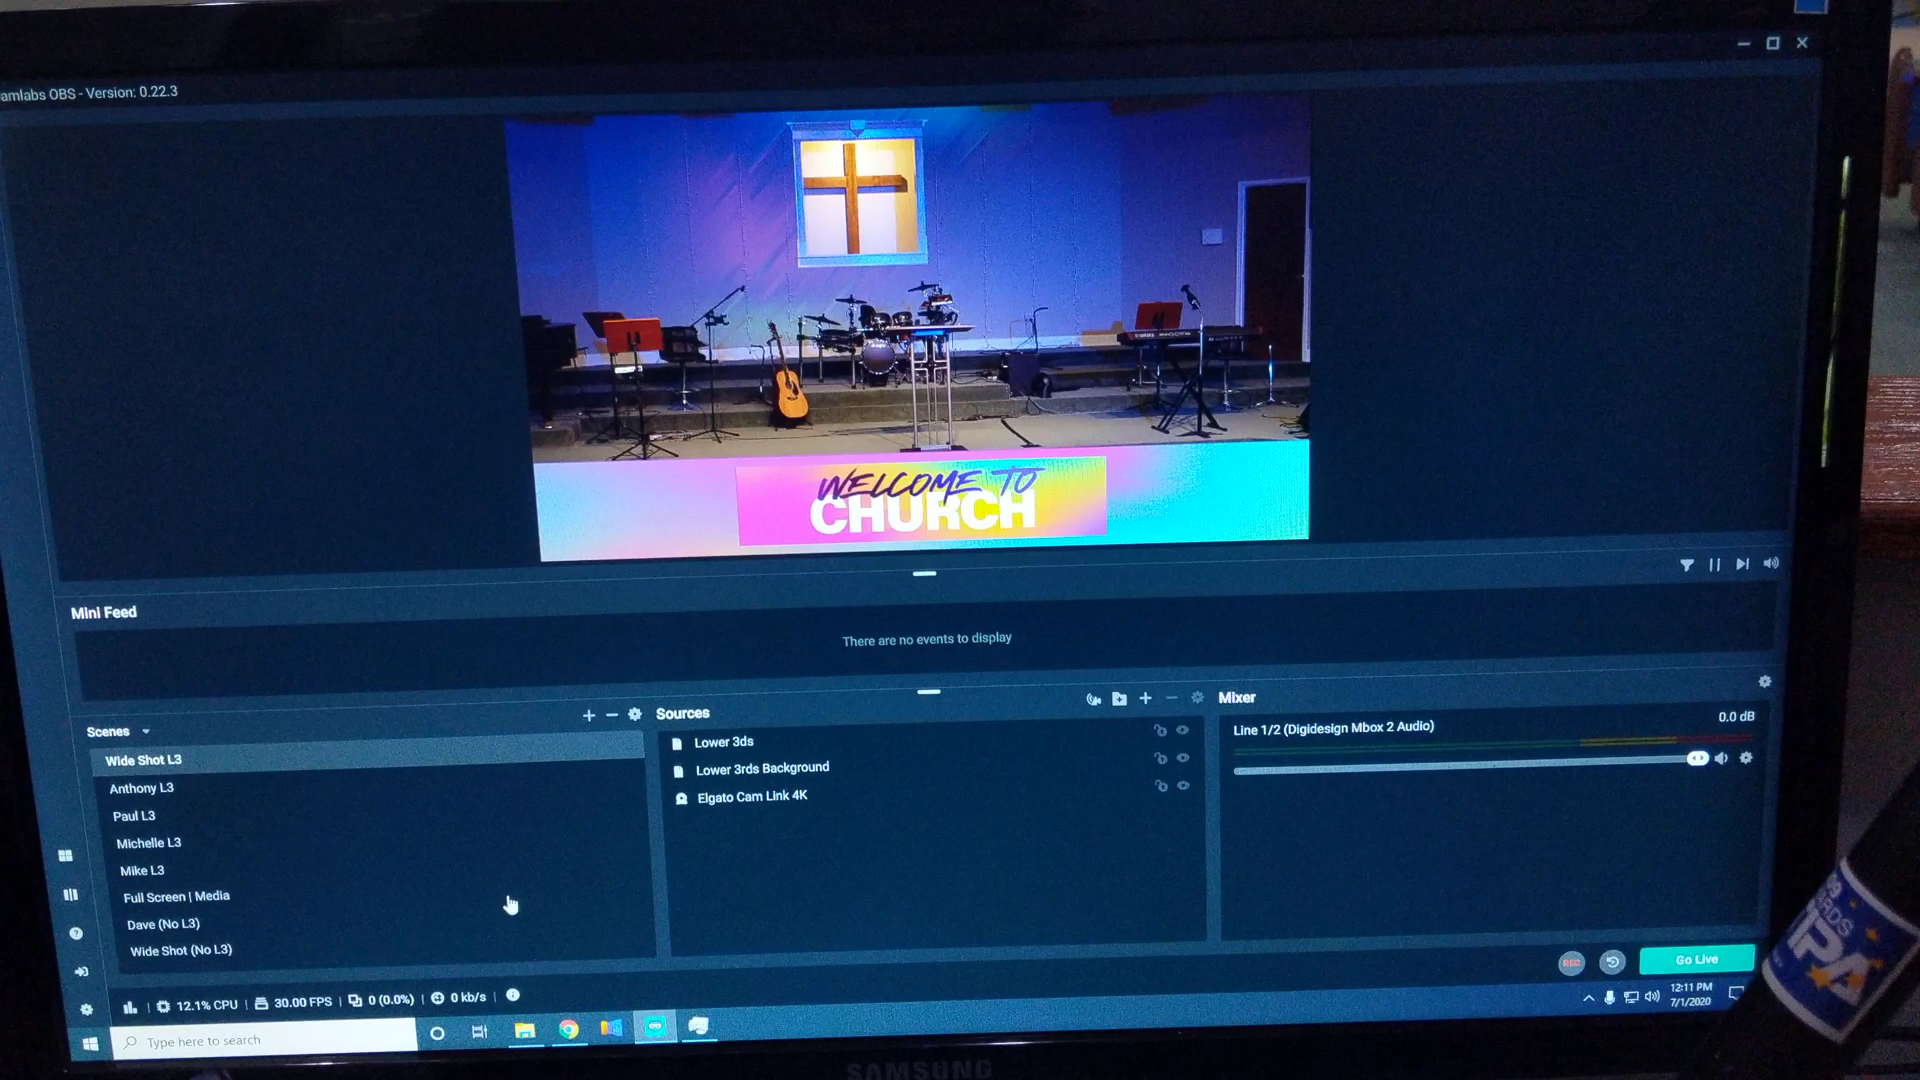 amlabs OBS - Version: 0.22.3
WELCOME TO
CHURCH
Mini Feed
There are no events to display
Scenes
Wide Shot L3
Anthony L3
Paul L3
Michelle L3
Mike L3
Full Screen | Media
Dave (No L3)
Wide Shot (No L3)
Sources
Lower 3ds
Lower 3rds Background
Elgato Cam Link 4K
Mixer
Line 1/2 (Digidesign Mbox 2 Audio)
0.0 dB
REC
Go Live
12.1% CPU
30.00 FPS
0 (0.0%)
0 kb/s
Type here to search
12:11 PM
7/1/2020
SAMSUNG